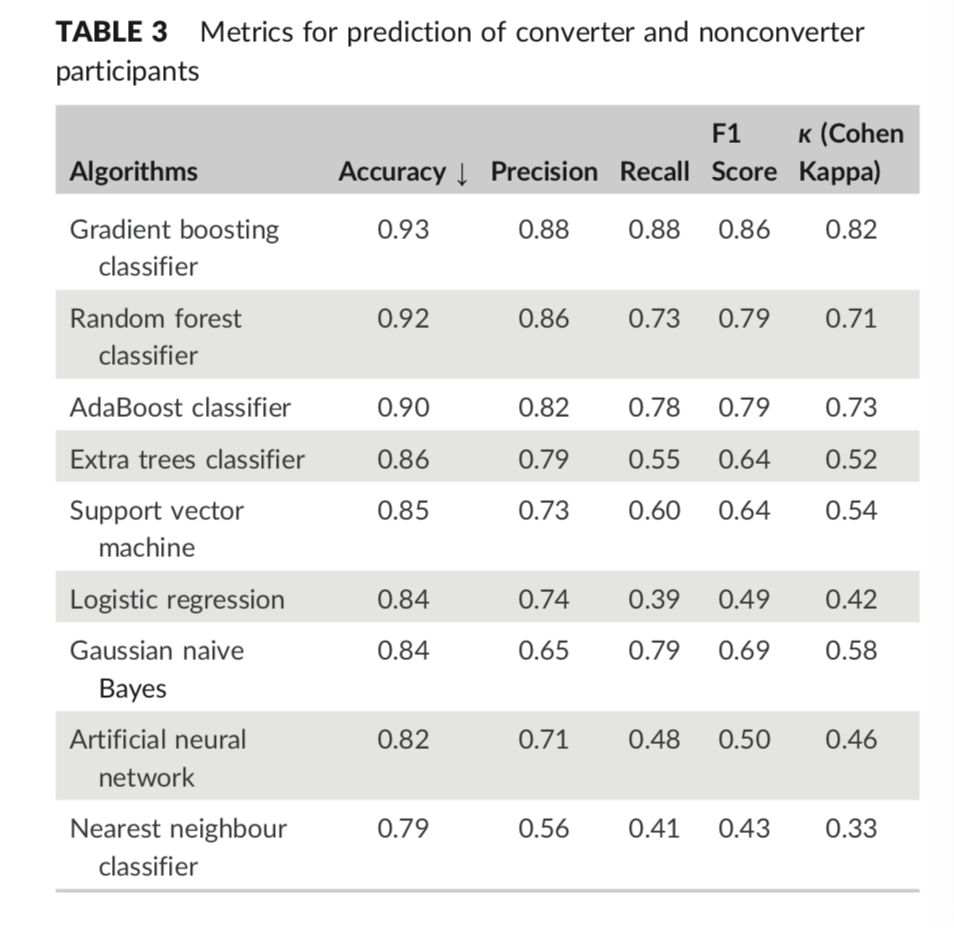 TABLE 3 Metrics for prediction of converter and nonconverter
participants
F1 κ (Cohen
Algorithms Accuracy ↓ Precision Recall Score Kappa)
Gradient boosting 0.93 0.88 0.88 0.86 0.82
classifier
Random forest 0.92 0.86 0.73 0.79 0.71
classifier
AdaBoost classifier 0.90 0.82 0.78 0.79 0.73
Extra trees classifier 0.86 0.79 0.55 0.64 0.52
Support vector 0.85 0.73 0.60 0.64 0.54
machine
Logistic regression 0.84 0.74 0.39 0.49 0.42
Gaussian naive 0.84 0.65 0.79 0.69 0.58
Bayes
Artificial neural 0.82 0.71 0.48 0.50 0.46
network
Nearest neighbour 0.79 0.56 0.41 0.43 0.33
classifier